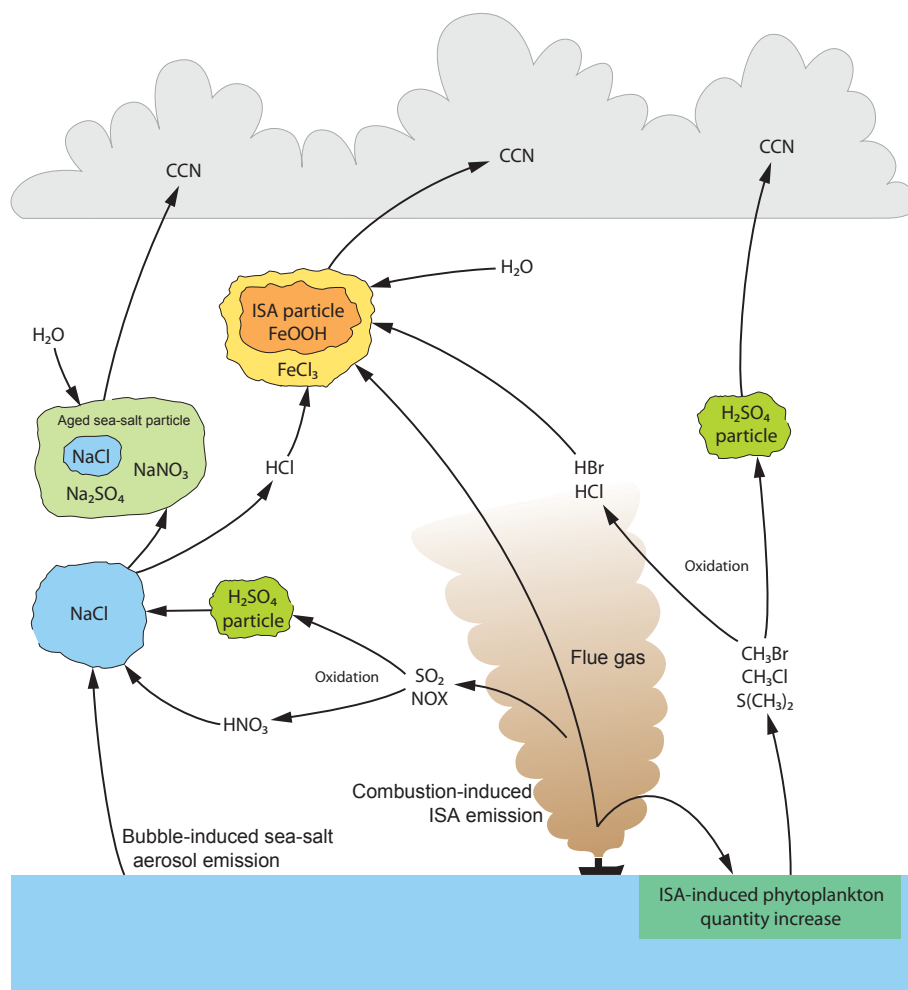 CCN
CCN
CCN
H₂O
H₂O
ISA particle
FeOOH
FeCl₃
Aged sea-salt particle
NaCl
NaNO₃
Na₂SO₄
HCl
HBr
HCl
H₂SO₄
particle
Oxidation
NaCl
H₂SO₄
particle
Oxidation
SO₂
NOX
HNO₃
Flue gas
CH₃Br
CH₃Cl
S(CH₃)₂
Combustion-induced
ISA emission
Bubble-induced sea-salt
aerosol emission
ISA-induced phytoplankton
quantity increase